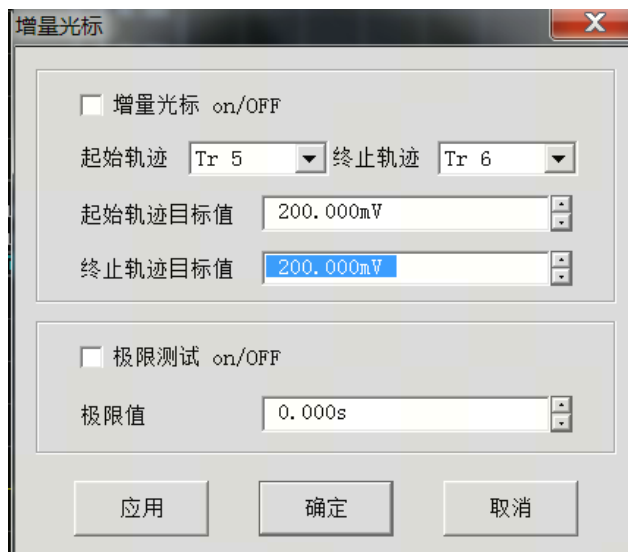 增量光标
增量光标 on/OFF
起始轨迹 Tr 5 终止轨迹 Tr 6
起始轨迹目标值 200.000mV
终止轨迹目标值 200.000mV
极限测试 on/OFF
极限值 0.000s
应用 确定 取消